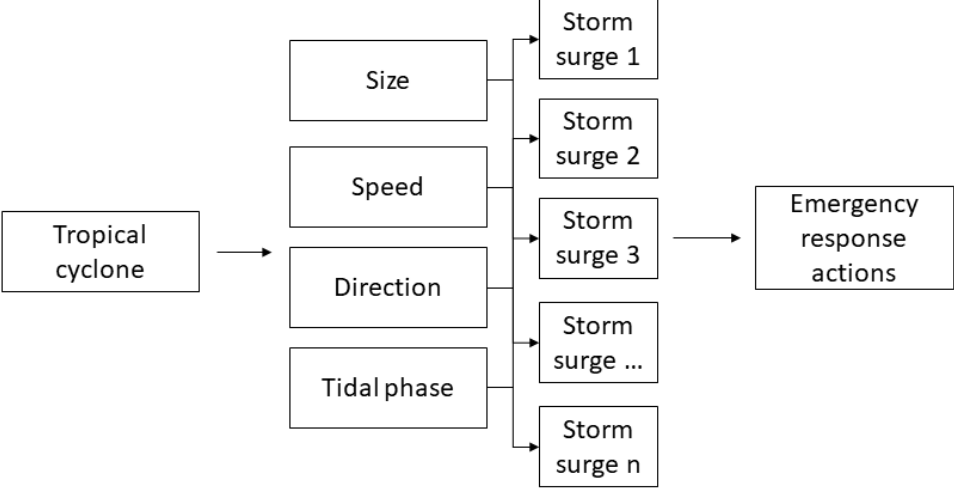 Tropical
cyclone
Size
Speed
Direction
Tidal phase
Storm
surge 1
Storm
surge 2
Storm
surge 3
Storm
surge ...
Storm
surge n
Emergency
response
actions